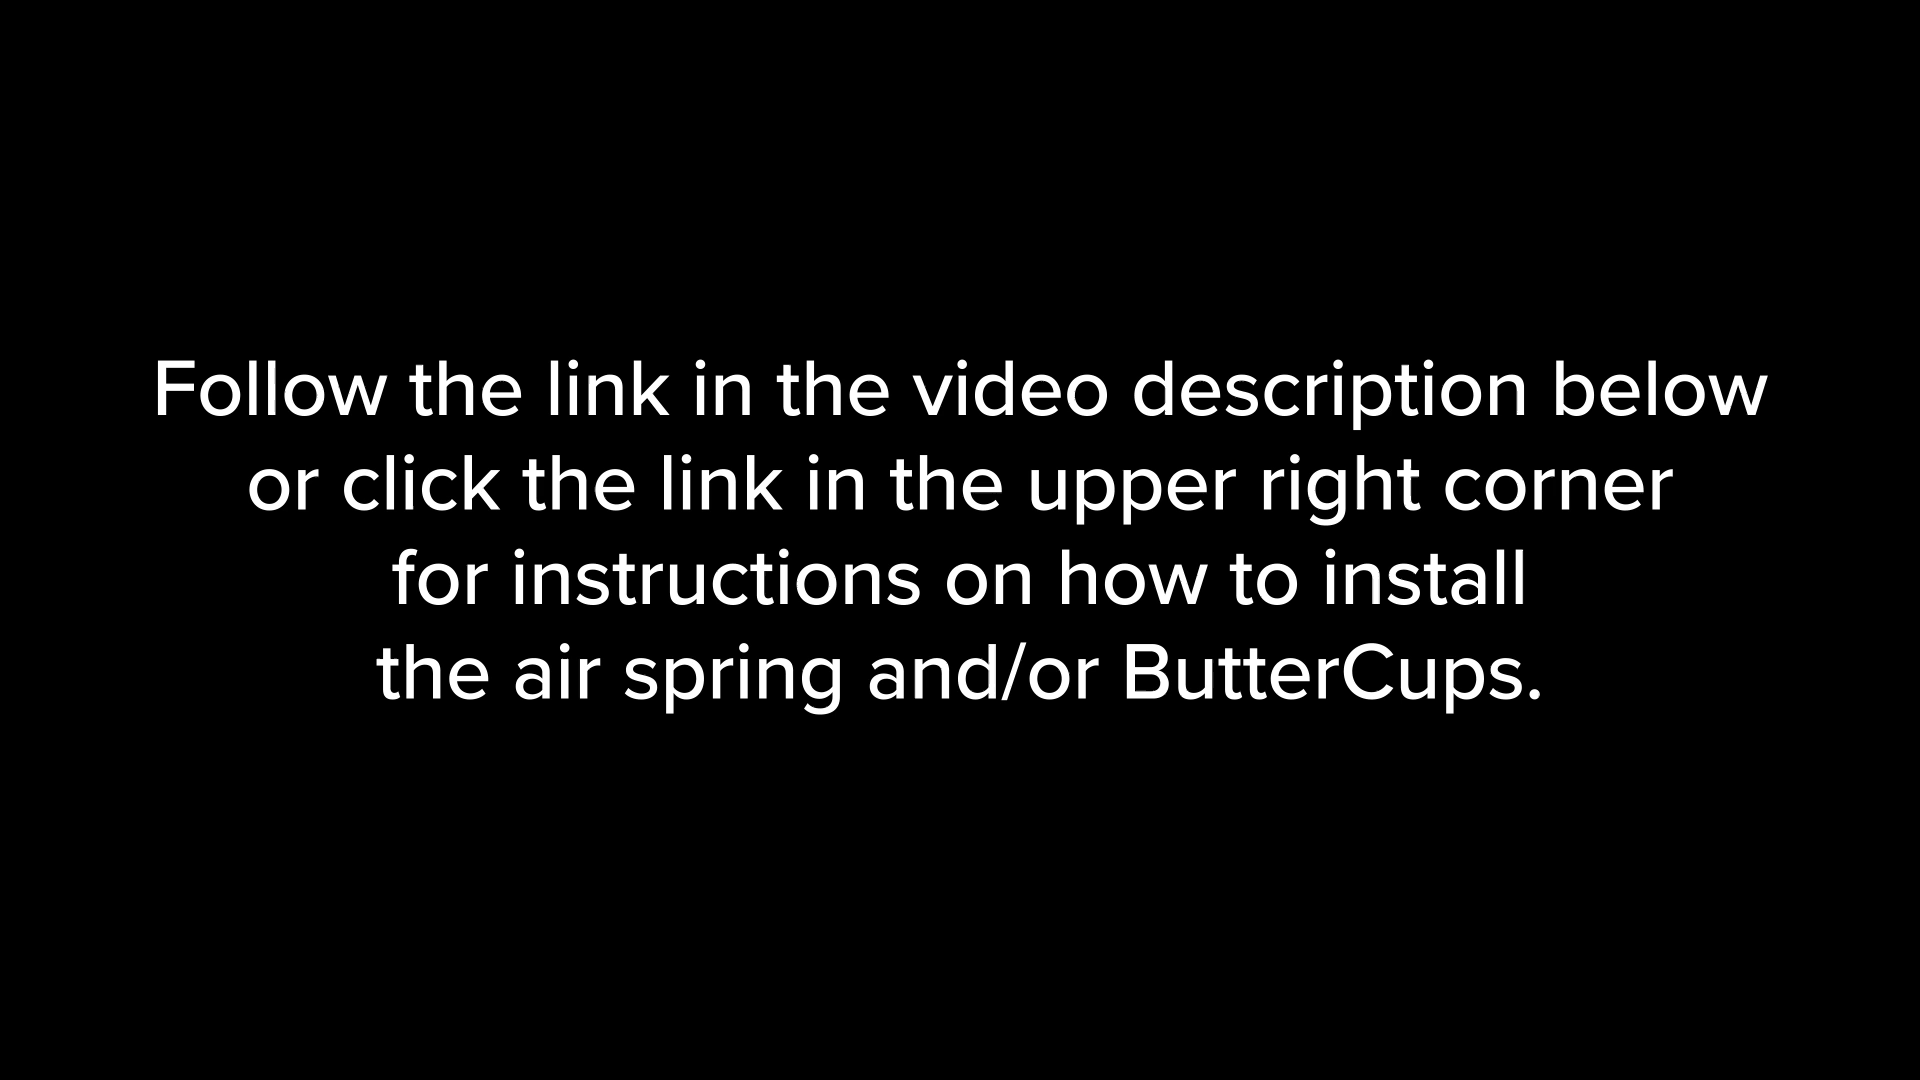 Follow the link in the video description below
or click the link in the upper right corner
for instructions on how to install
the air spring and/or ButterCups.